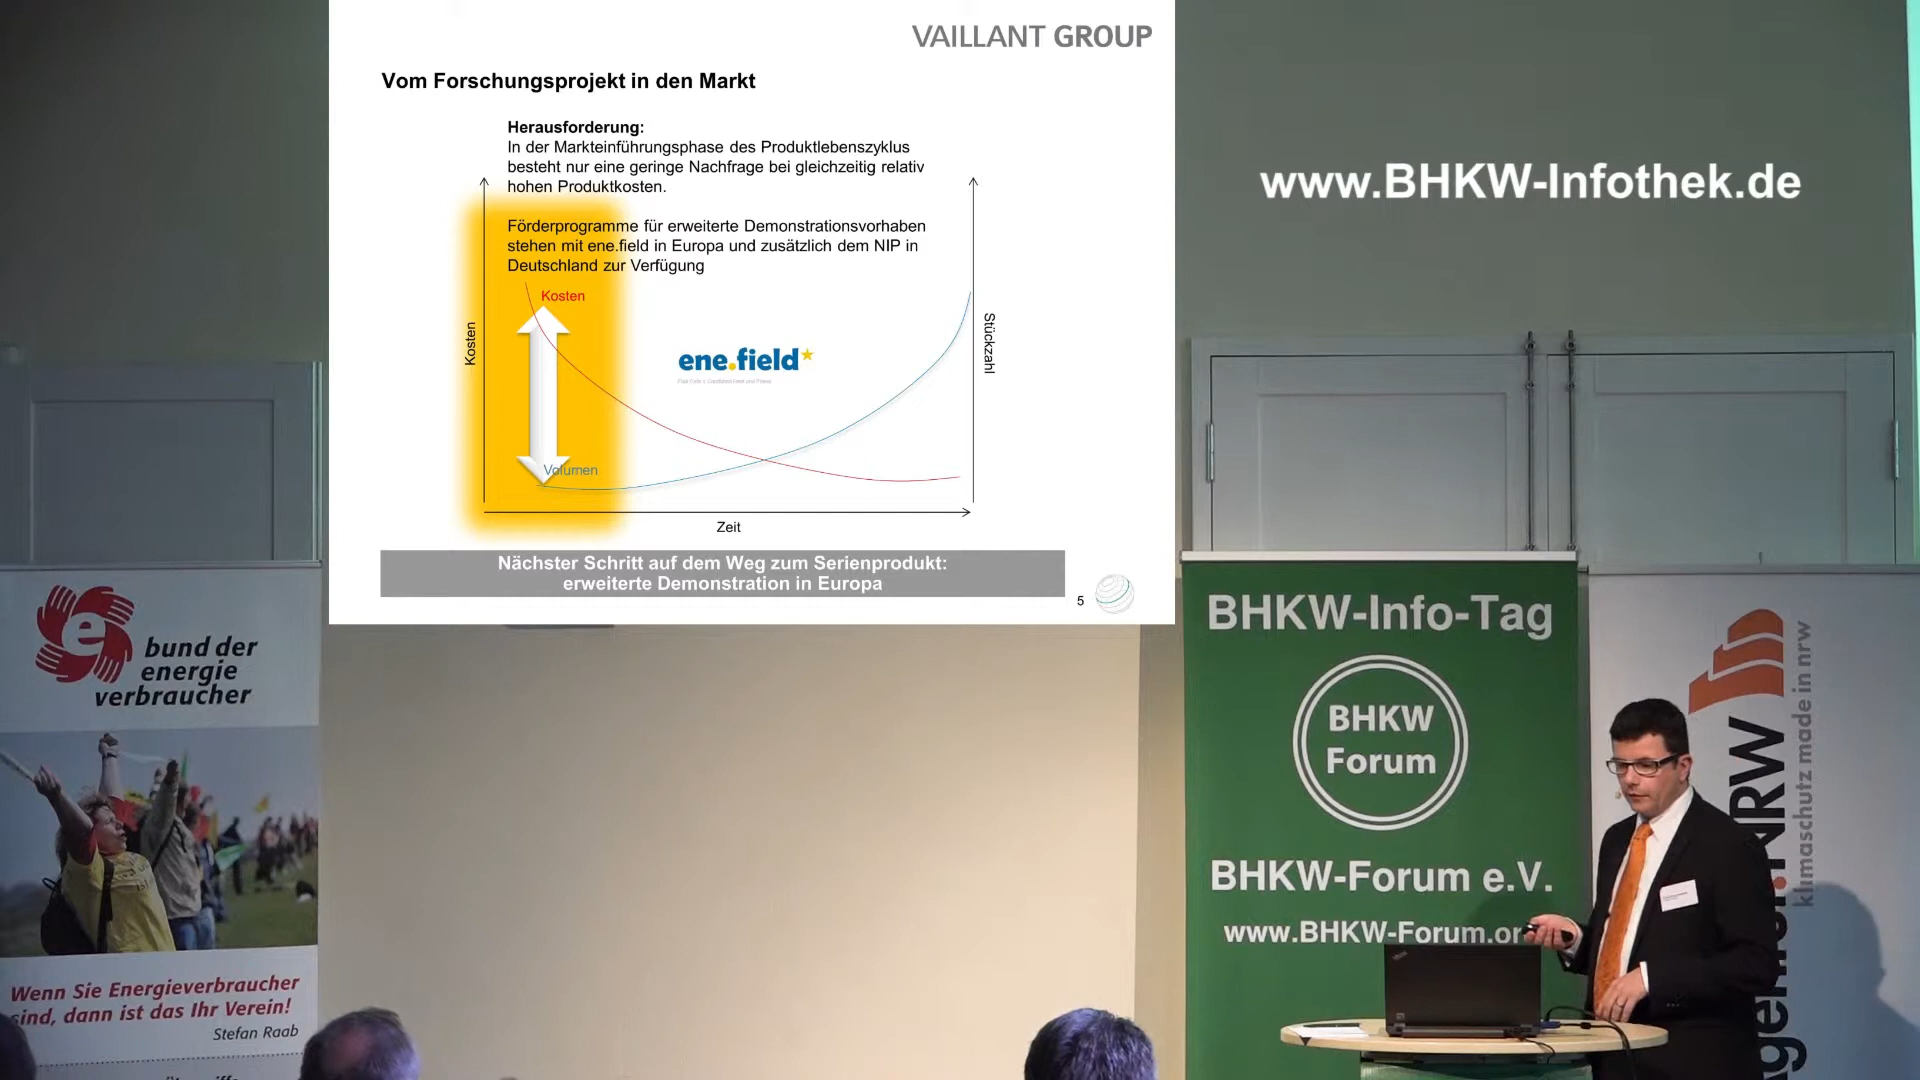 VAILLANT GROUP
Vom Forschungsprojekt in den Markt
Herausforderung:
In der Markteinführungsphase des Produktlebenszyklus
besteht nur eine geringe Nachfrage bei gleichzeitig relativ
hohen Produktkosten.
Förderprogramme für erweiterte Demonstrationsvorhaben
stehen mit ene.field in Europa und zusätzlich dem NIP in
Deutschland zur Verfügung
Kosten
Kosten
ene.field
Stückzahl
Volumen
Zeit
Nächster Schritt auf dem Weg zum Serienprodukt:
erweiterte Demonstration in Europa
5
www.BHKW-Infothek.de
e
bund der
energie
verbraucher
Wenn Sie Energieverbraucher
sind, dann ist das Ihr Verein!
Stefan Raab
BHKW-Info-Tag
BHKW
Forum
BHKW-Forum e.V.
www.BHKW-Forum.or
NRW
klimaschutz made in nrw